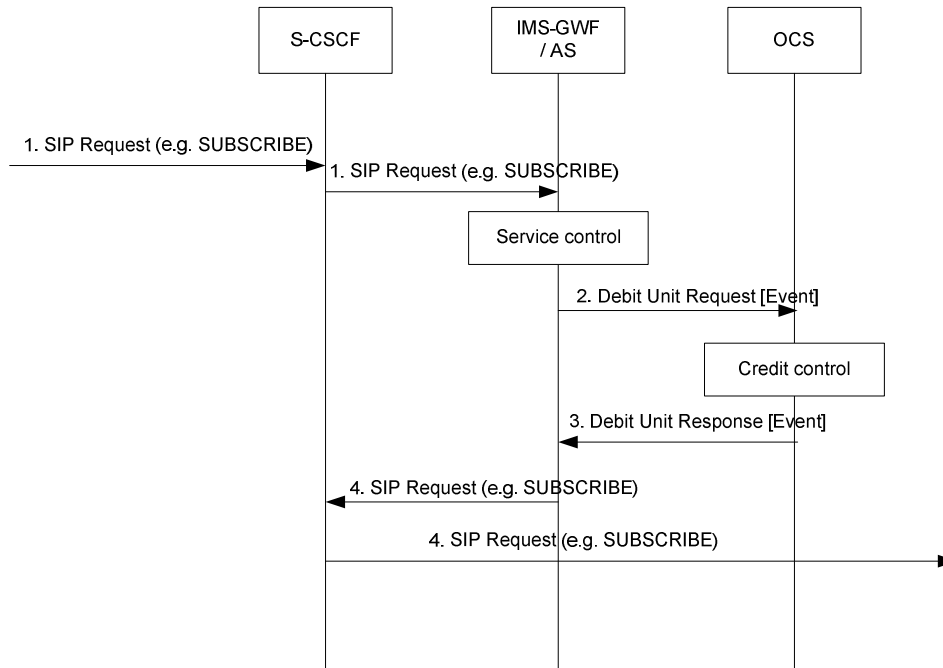 S-CSCF
IMS-GWF
/ AS
OCS
1. SIP Request (e.g. SUBSCRIBE)
1. SIP Request (e.g. SUBSCRIBE)
Service control
2. Debit Unit Request [Event]
Credit control
3. Debit Unit Response [Event]
4. SIP Request (e.g. SUBSCRIBE)
4. SIP Request (e.g. SUBSCRIBE)